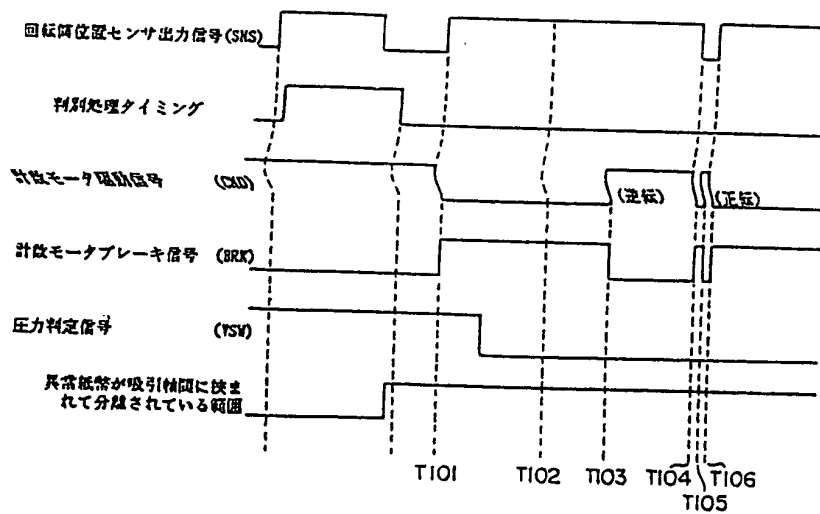 回転筒位置センサ出力信号(SNS)
判別処理タイミング
計数モータ駆動信号 (CMD)
(逆転)
(正転)
計数モータブレーキ信号 (BRK)
圧力判定信号 (VSW)
異常紙幣が吸引軸間に挟ま
れて分離されている範囲
T101 T102 T103 T104 T106
T105